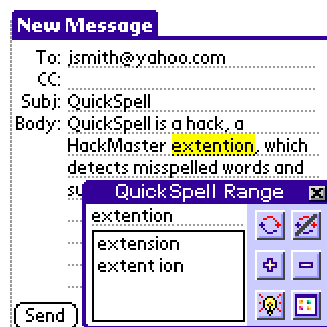 New Message
To: jsmith@yahoo.com
CC:
Subj: QuickSpell
Body: QuickSpell is a hack, a
HackMaster extention, which
detects misspelled words and
QuickSpell Range
extention
extension
extent ion
Send